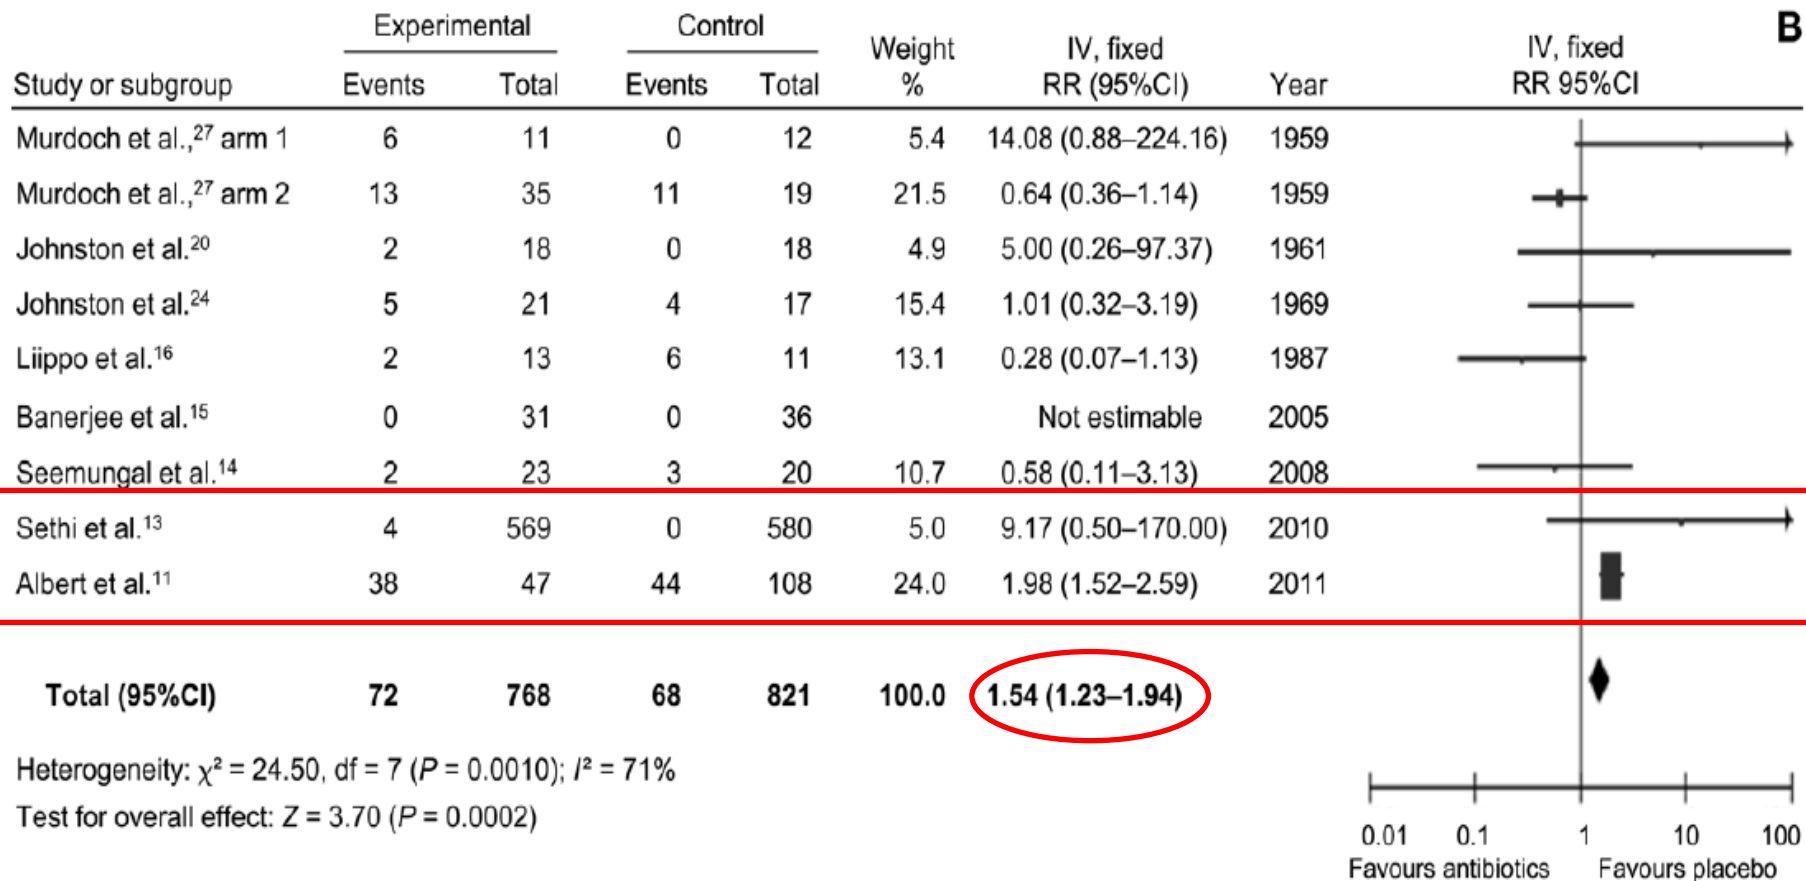 B
Experimental Control
Weight IV, fixed IV, fixed
Study or subgroup Events Total Events Total % RR (95%CI) Year RR 95%CI
Murdoch et al.,²⁷ arm 1 6 11 0 12 5.4 14.08 (0.88–224.16) 1959
Murdoch et al.,²⁷ arm 2 13 35 11 19 21.5 0.64 (0.36–1.14) 1959
Johnston et al.²⁰ 2 18 0 18 4.9 5.00 (0.26–97.37) 1961
Johnston et al.²⁴ 5 21 4 17 15.4 1.01 (0.32–3.19) 1969
Liippo et al.¹⁶ 2 13 6 11 13.1 0.28 (0.07–1.13) 1987
Banerjee et al.¹⁵ 0 31 0 36 Not estimable 2005
Seemungal et al.¹⁴ 2 23 3 20 10.7 0.58 (0.11–3.13) 2008
Sethi et al.¹³ 4 569 0 580 5.0 9.17 (0.50–170.00) 2010
Albert et al.¹¹ 38 47 44 108 24.0 1.98 (1.52–2.59) 2011
Total (95%CI) 72 768 68 821 100.0 1.54 (1.23–1.94)
Heterogeneity: χ² = 24.50, df = 7 (P = 0.0010); I² = 71%
Test for overall effect: Z = 3.70 (P = 0.0002)
0.01 0.1 1 10 100
Favours antibiotics Favours placebo